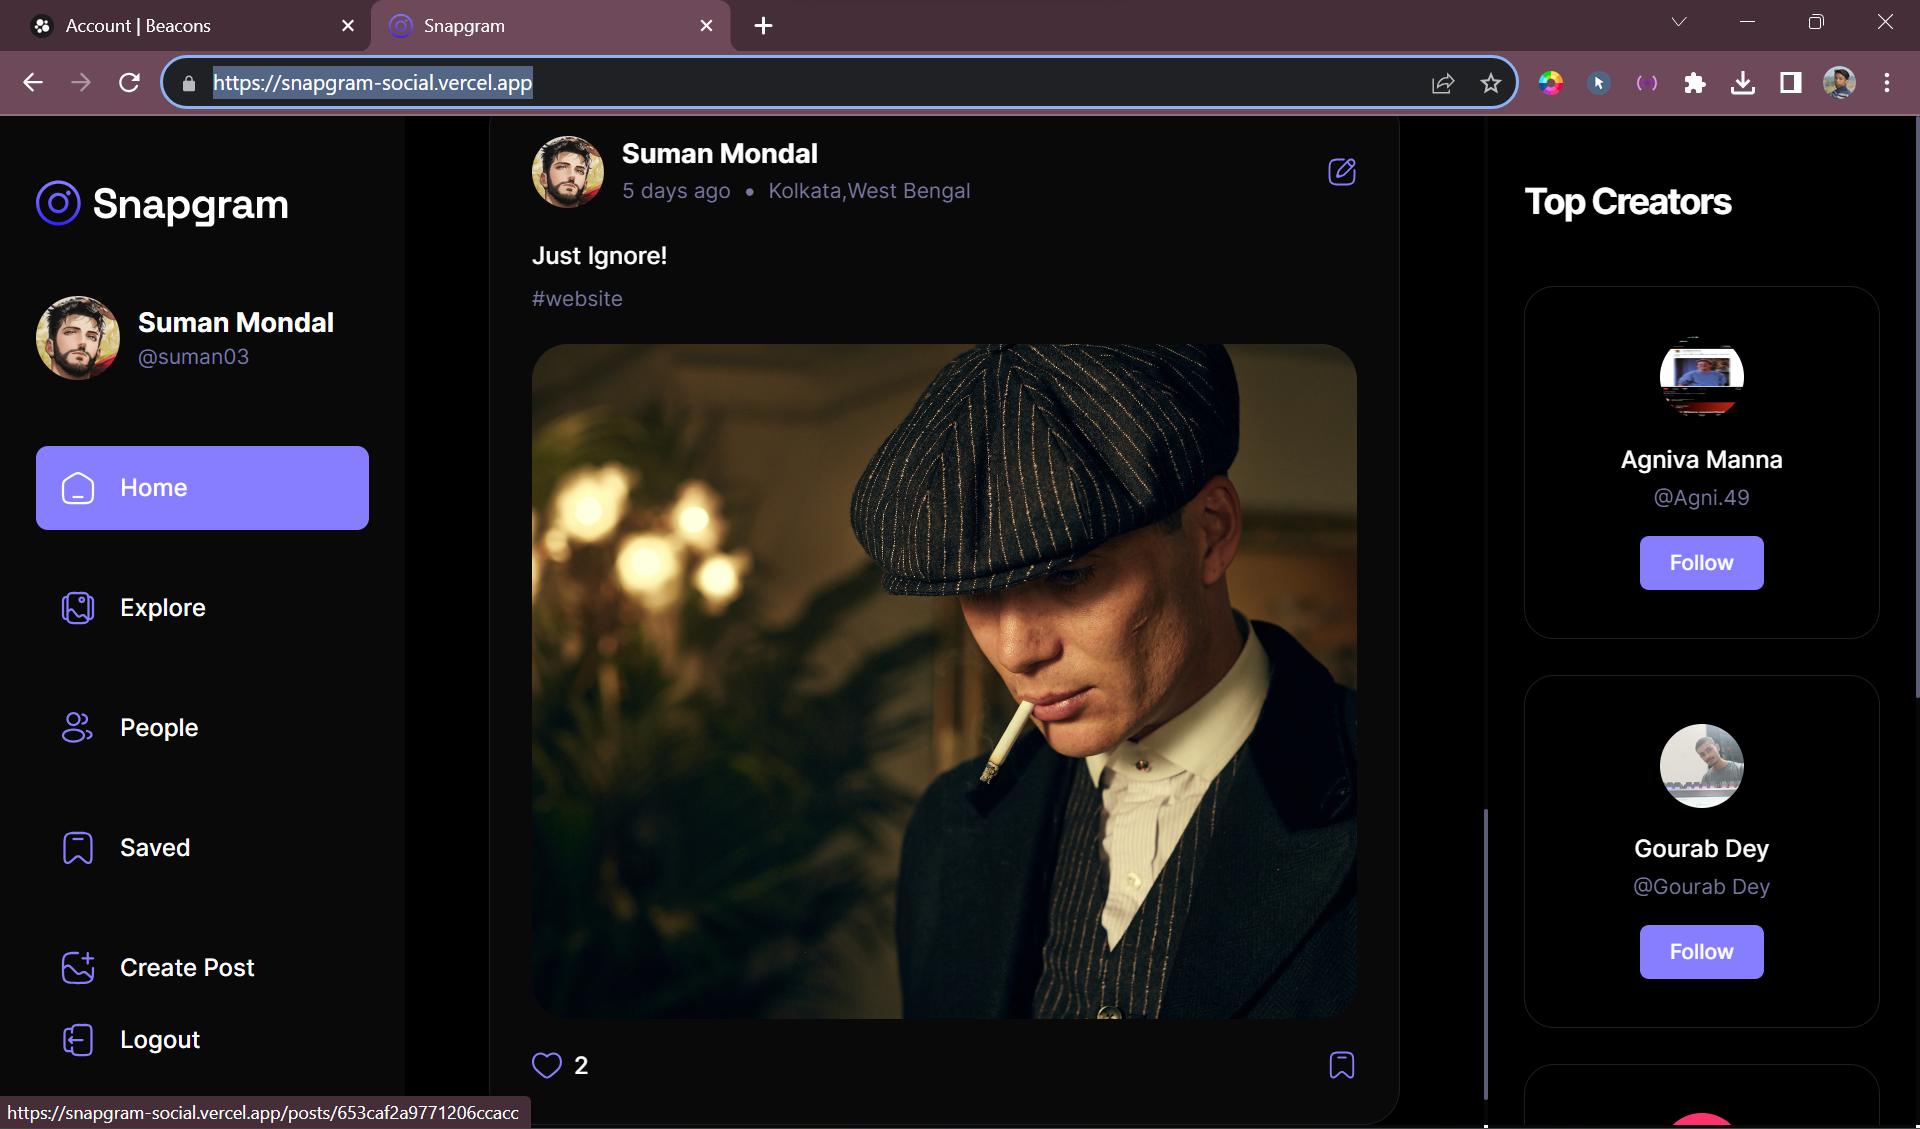 Account | Beacons
Snapgram
https://snapgram-social.vercel.app
Snapgram
Suman Mondal
@suman03
Home
Explore
People
Saved
Create Post
Logout
Suman Mondal
5 days ago • Kolkata,West Bengal
Just Ignore!
#website
2
Top Creators
Agniva Manna
@Agni.49
Follow
Gourab Dey
@Gourab Dey
Follow
https://snapgram-social.vercel.app/posts/653caf2a9771206ccacc